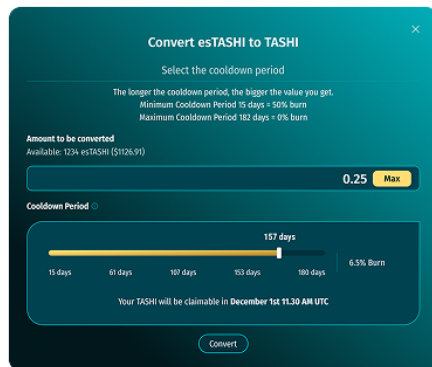 Convert esTASHI to TASHI
Select the cooldown period
The longer the cooldown period, the bigger the value you get.
Minimum Cooldown Period 15 days = 50% burn
Maximum Cooldown Period 182 days = 0% burn
Amount to be converted
Available: 1234 esTASHI ($1126.91)
0.25 Max
Cooldown Period
157 days
15 days 61 days 107 days 153 days 180 days
6.5% Burn
Your TASHI will be claimable in December 1st 11.30 AM UTC
Convert